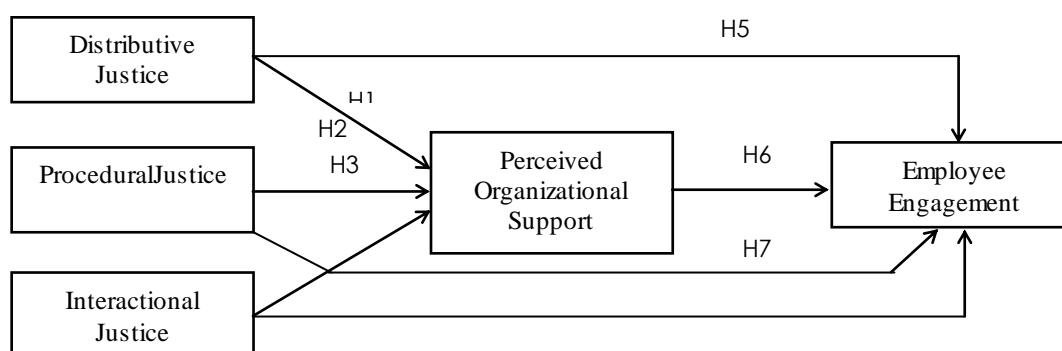 Distributive
Justice
H5
H1
H2
H3
ProceduralJustice
Perceived
Organizational
Support
H6
Employee
Engagement
H7
Interactional
Justice